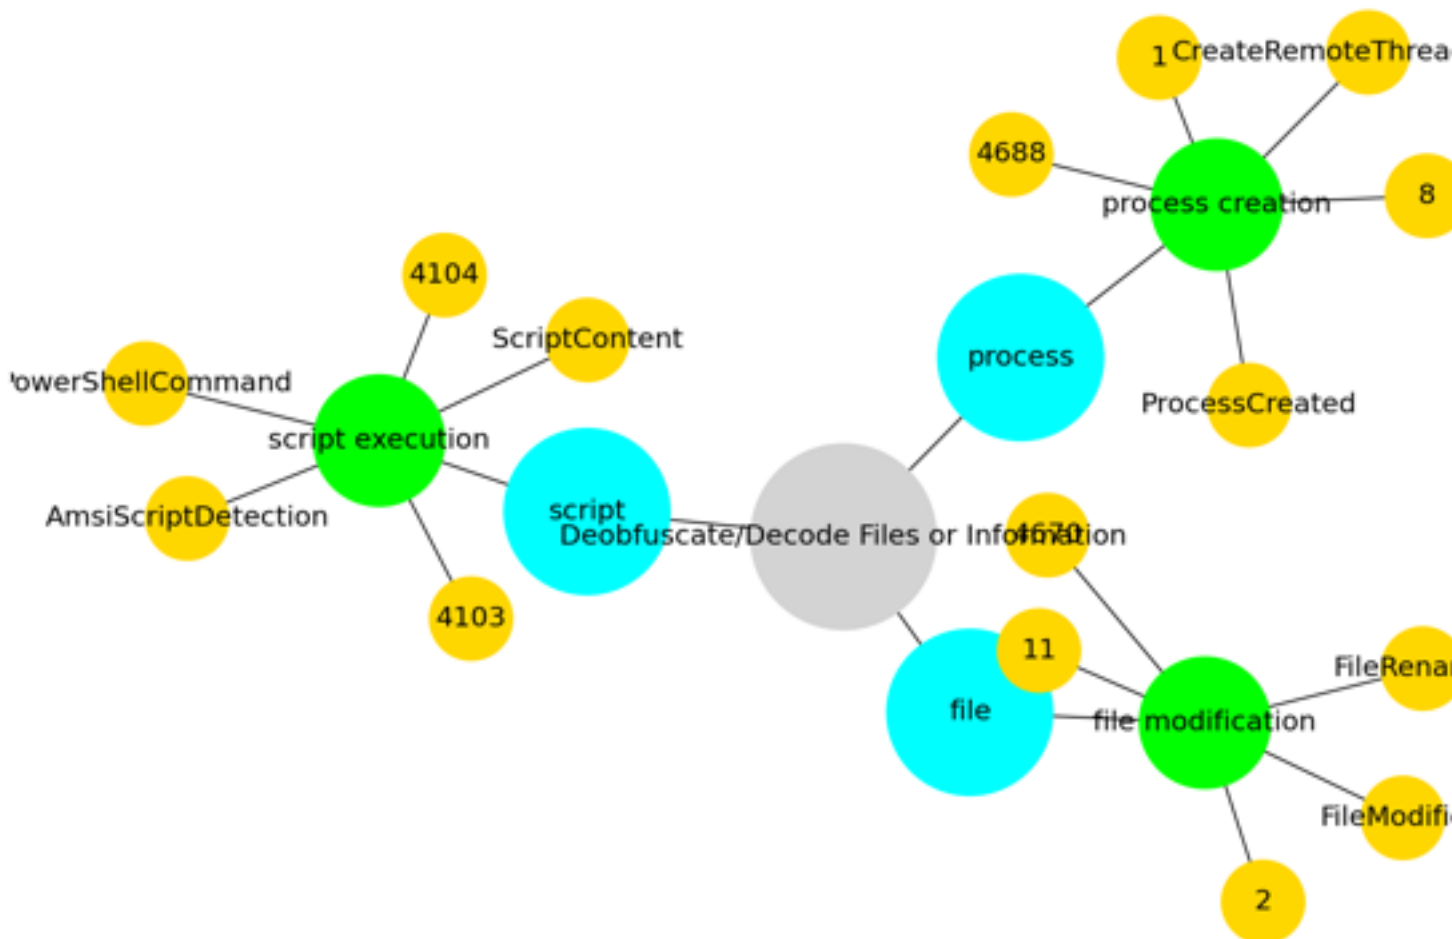 1
CreateRemoteThrea
4688
process creation
8
4104
ScriptContent
process
owerShellCommand
ProcessCreated
script execution
AmsiScriptDetection
script
Deobfuscate/Decode Files or Information
4670
4103
11
FileRena
file
file modification
FileModifi
2